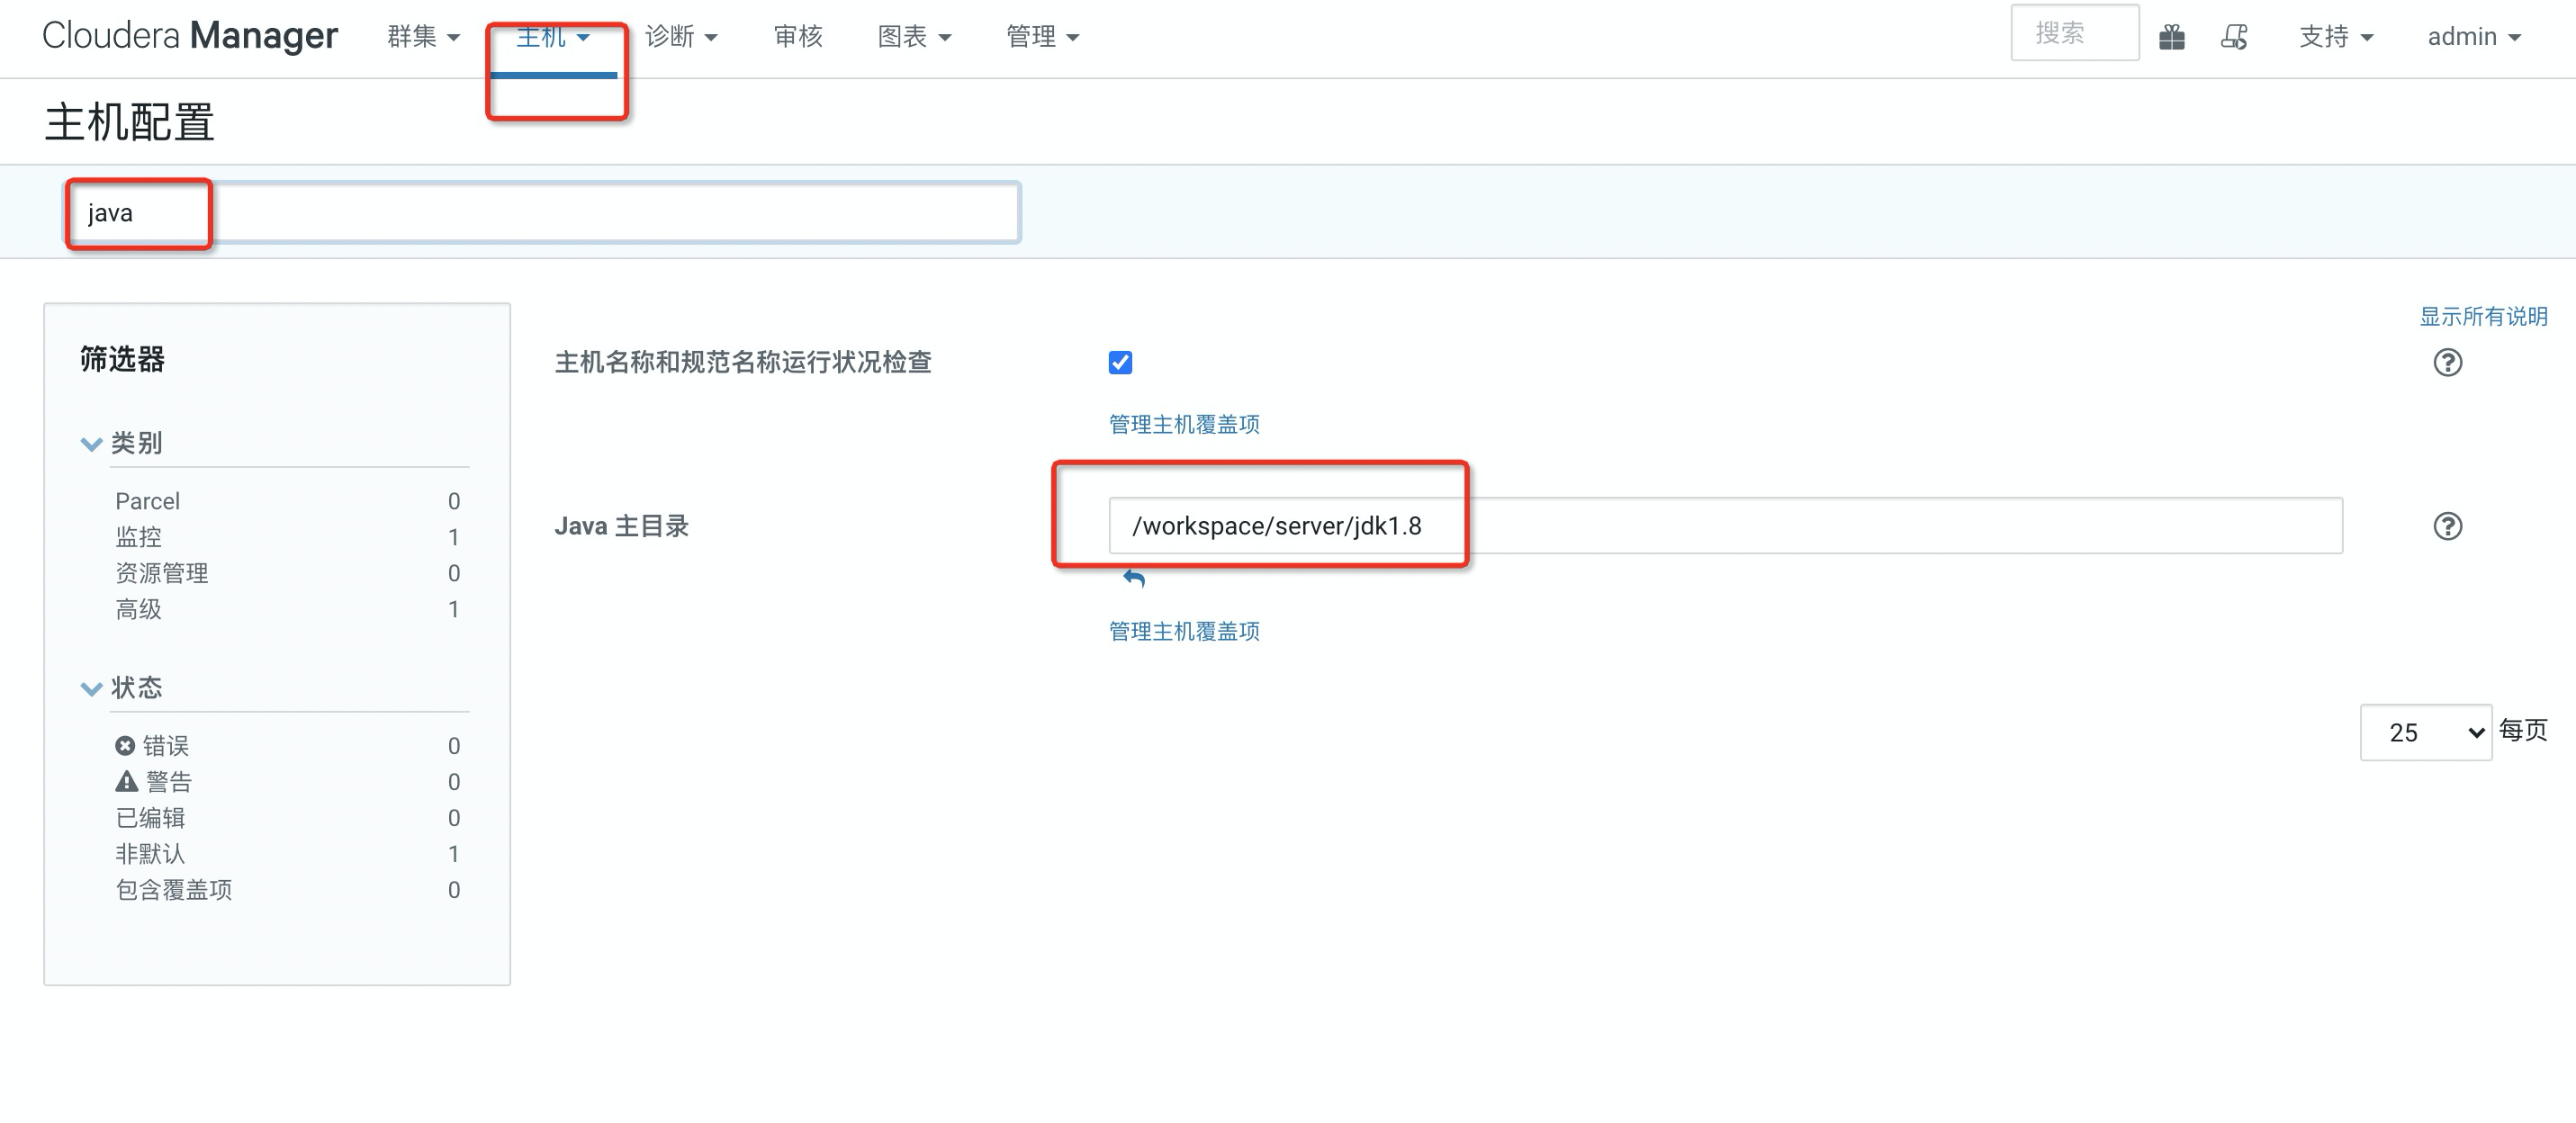 Cloudera Manager 群集 主机 诊断 审核 图表 管理 搜索 支持 admin
主机配置
java
显示所有说明
筛选器
主机名称和规范名称运行状况检查
管理主机覆盖项
类别
Parcel 0
监控 1
资源管理 0
高级 1
Java 主目录 /workspace/server/jdk1.8
管理主机覆盖项
状态
错误 0
警告 0
已编辑 0
非默认 1
包含覆盖项 0
25 每页